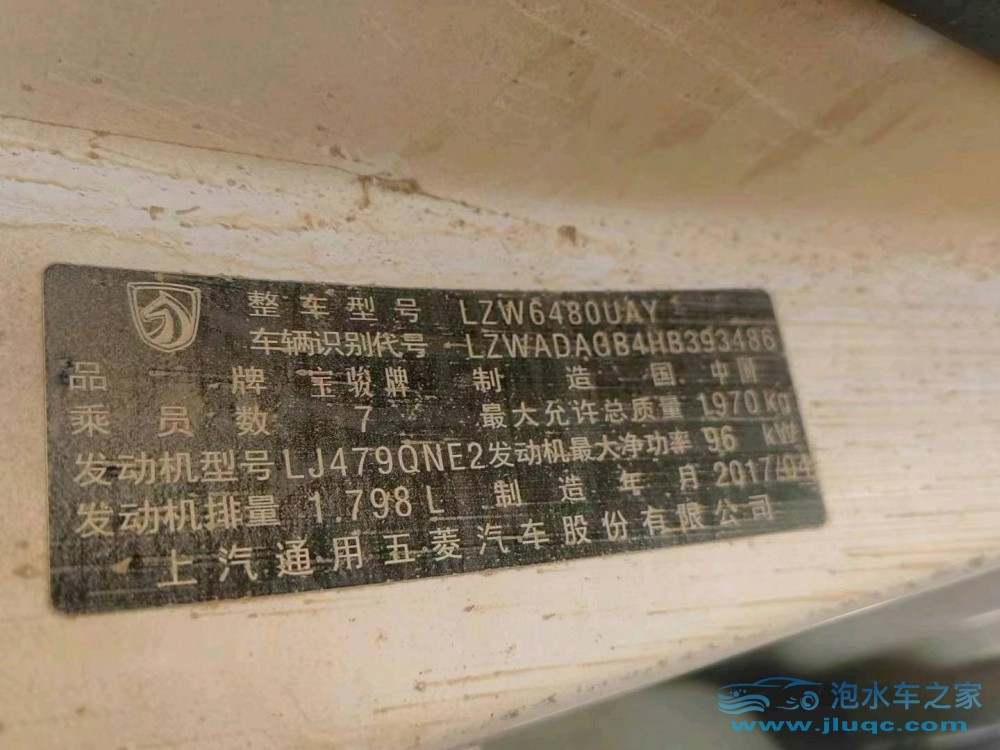 整车型号 LZW6480UAY
车辆识别代号 LZWADAGB4HB393486
品牌 宝骏牌 制造国 中国
乘员数 7 最大允许总质量 1970 kg
发动机型号 LJ479QNE2 发动机最大净功率 96 kW
发动机排量 1.798 L 制造年月 2017/04
上汽通用五菱汽车股份有限公司
泡水车之家
www.jluqc.com